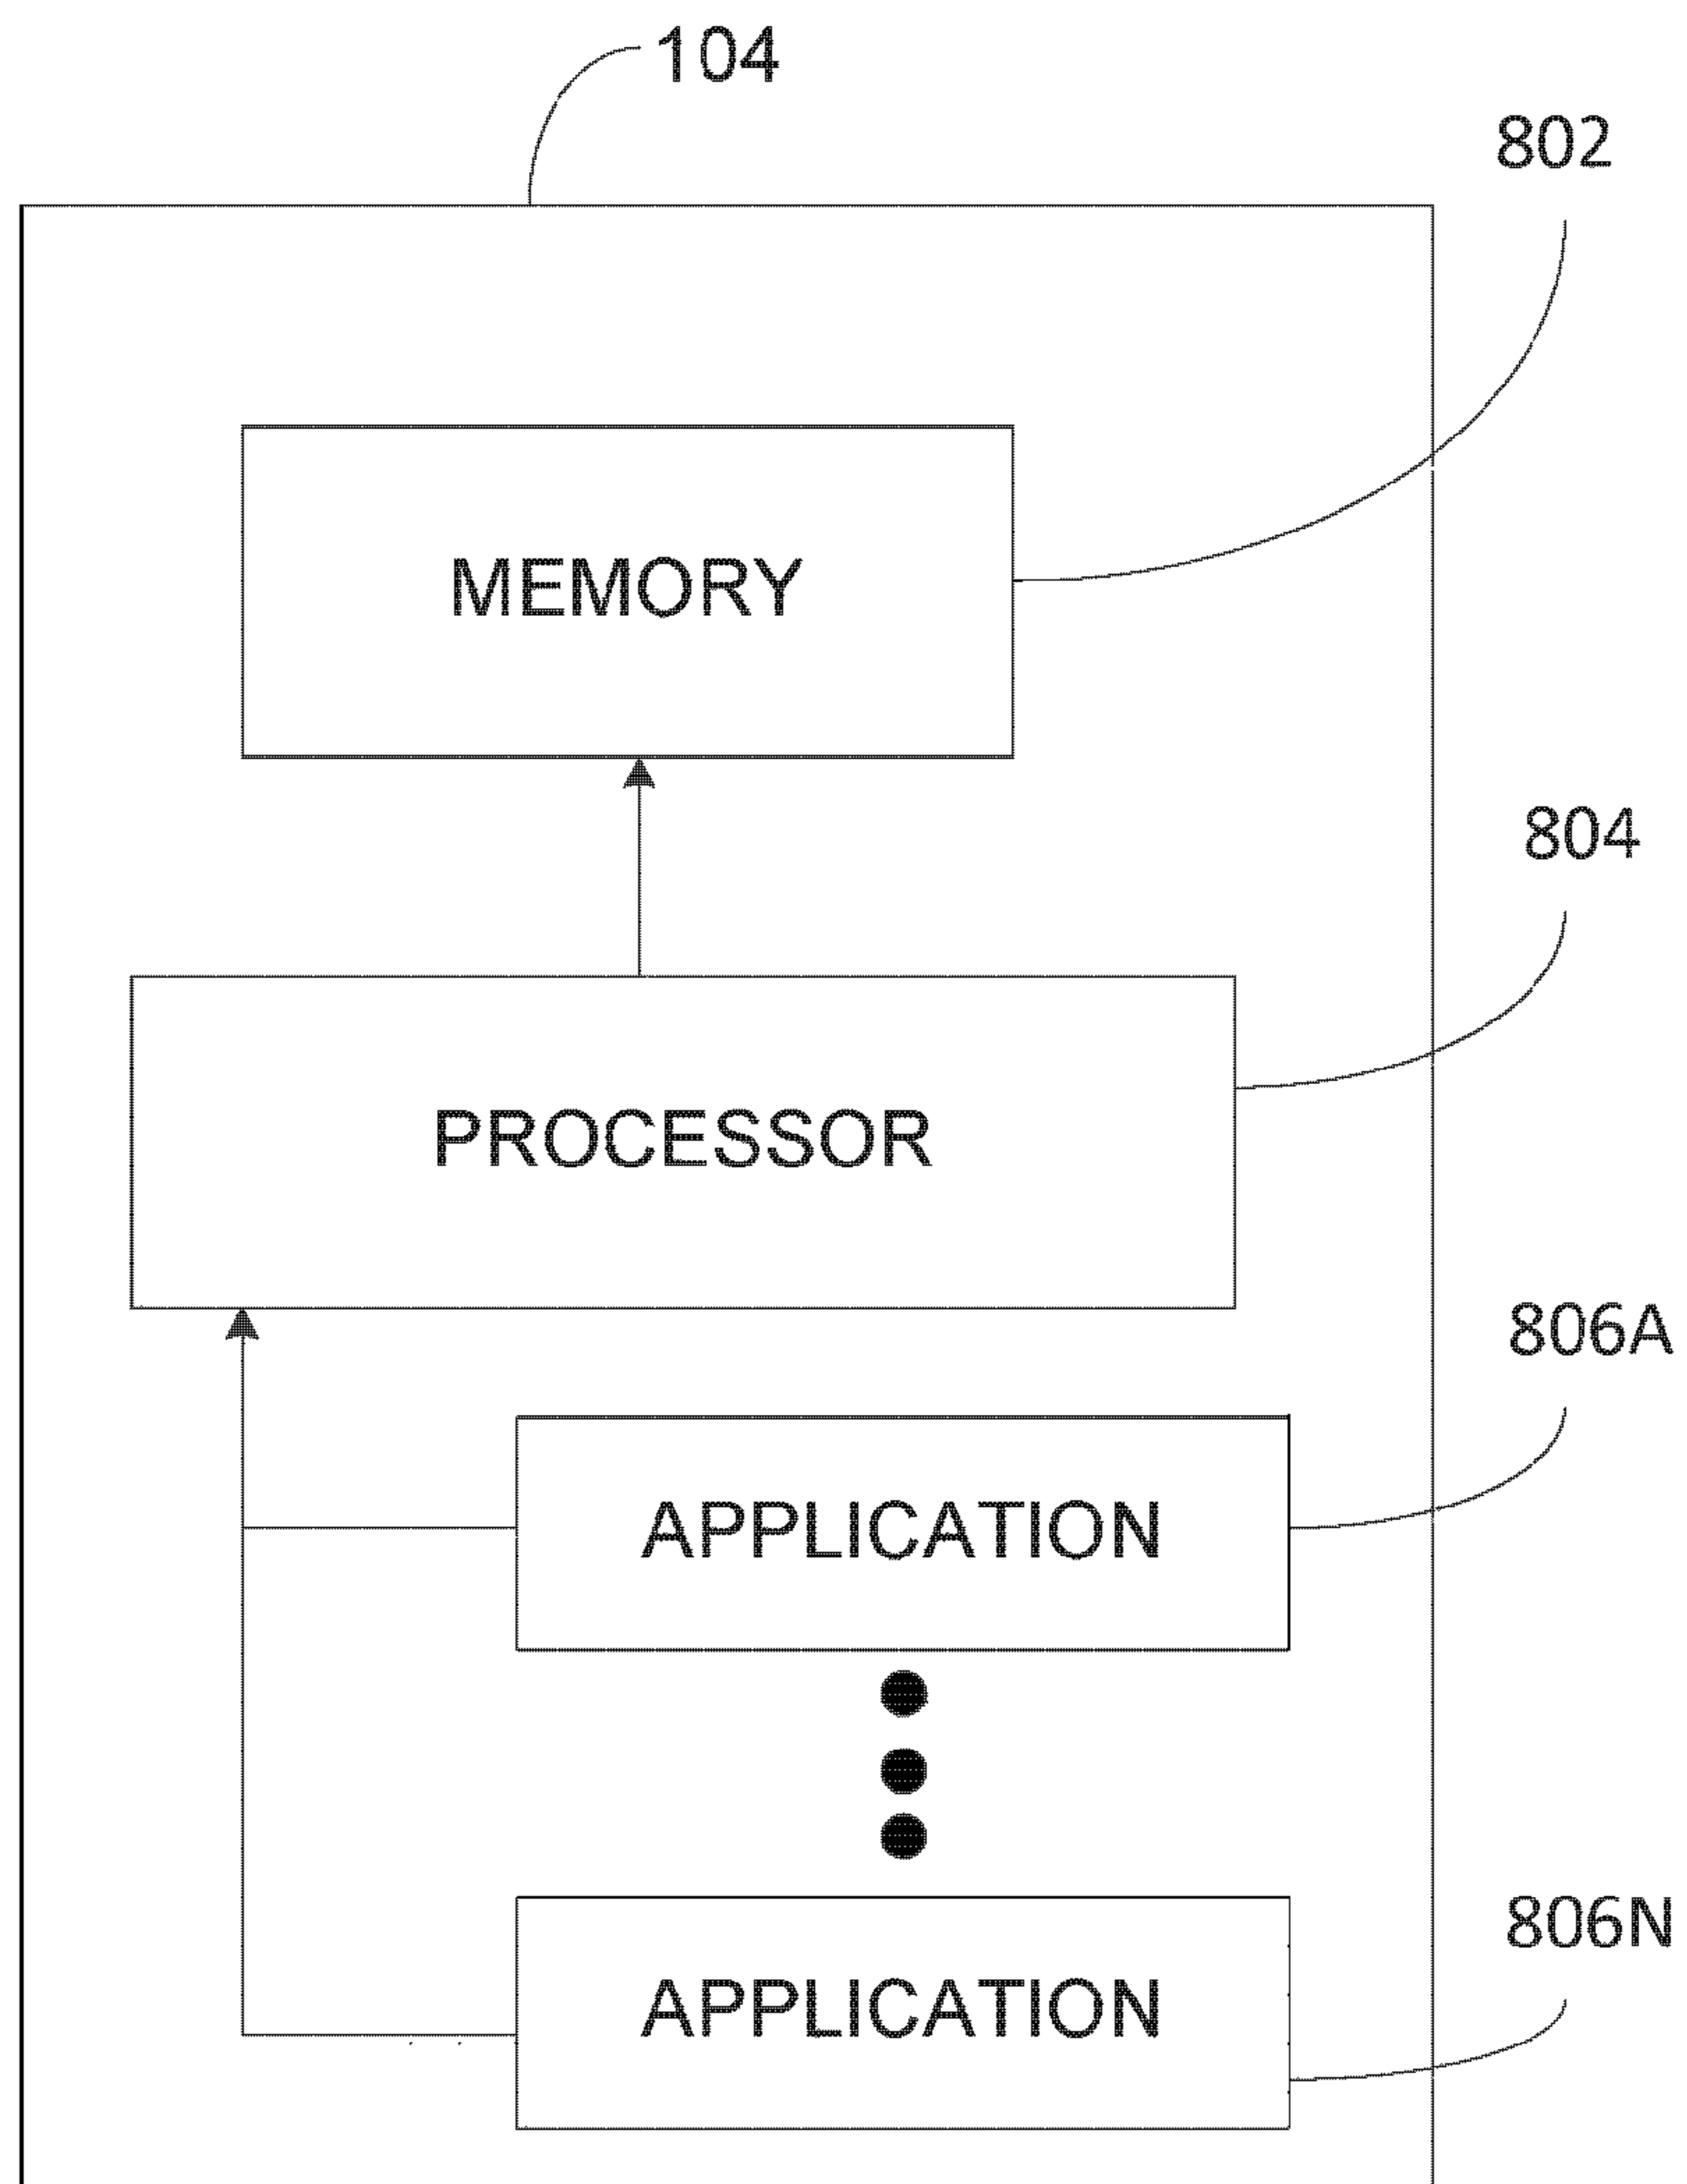 104
802
MEMORY
804
PROCESSOR
806A
APPLICATION
806N
APPLICATION